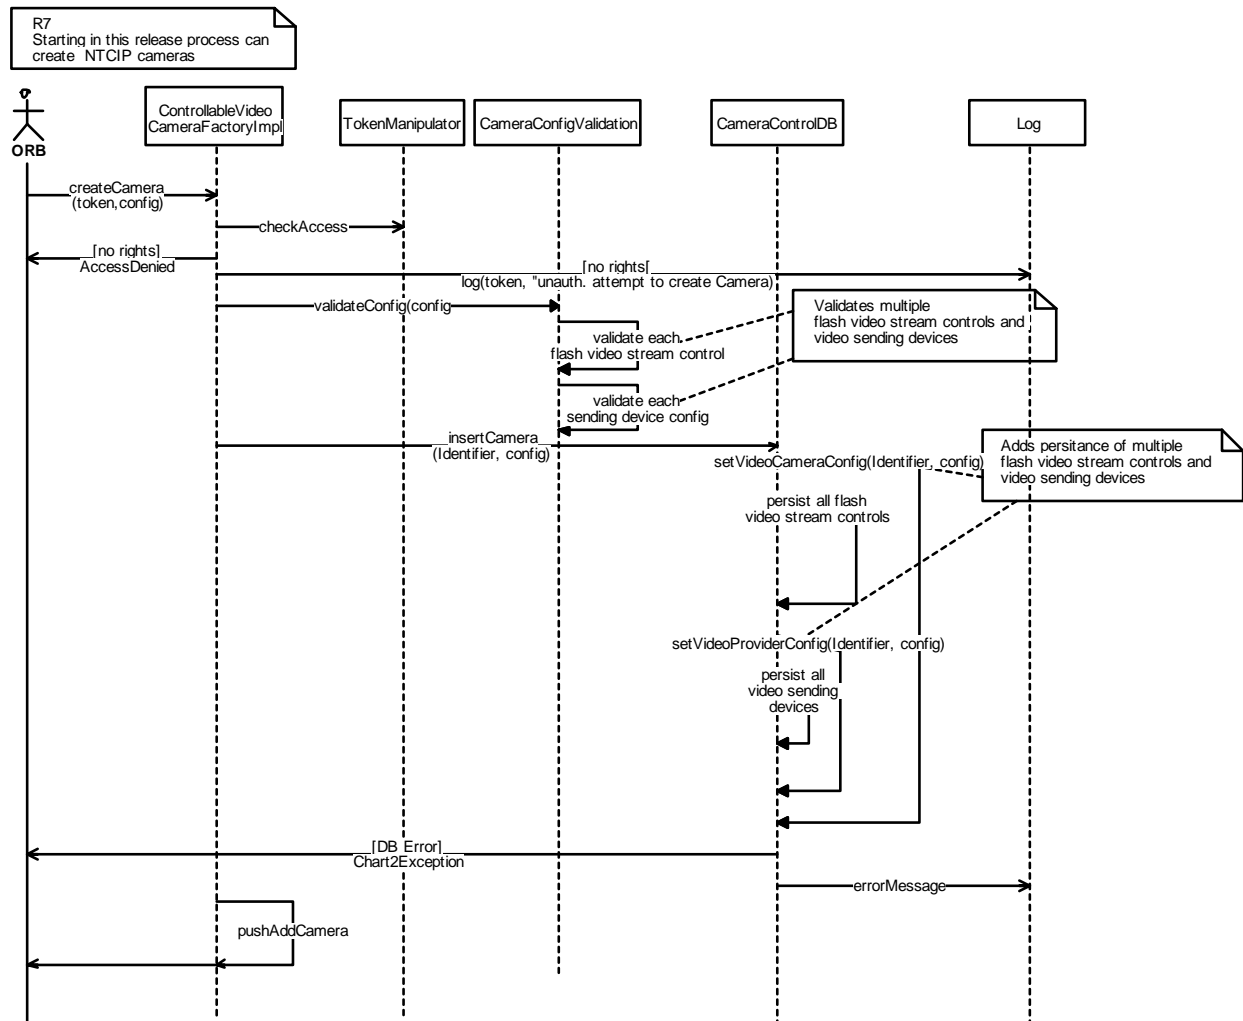 R7
Starting in this release process can
create NTCIP cameras
ControllableVideo
CameraFactoryImpl
TokenManipulator
CameraConfigValidation
CameraControlDB
Log
ORB
createCamera
(token,config)
checkAccess
[no rights]
AccessDenied
[no rights[
log(token, "unauth. attempt to create Camera)
validateConfig(config
Validates multiple
flash video stream controls and
video sending devices
validate each
flash video stream control
validate each
sending device config
insertCamera
(Identifier, config)
Adds persitance of multiple
flash video stream controls and
video sending devices
setVideoCameraConfig(Identifier, config)
persist all flash
video stream controls
setVideoProviderConfig(Identifier, config)
persist all
video sending
devices
[DB Error]
Chart2Exception
errorMessage
pushAddCamera